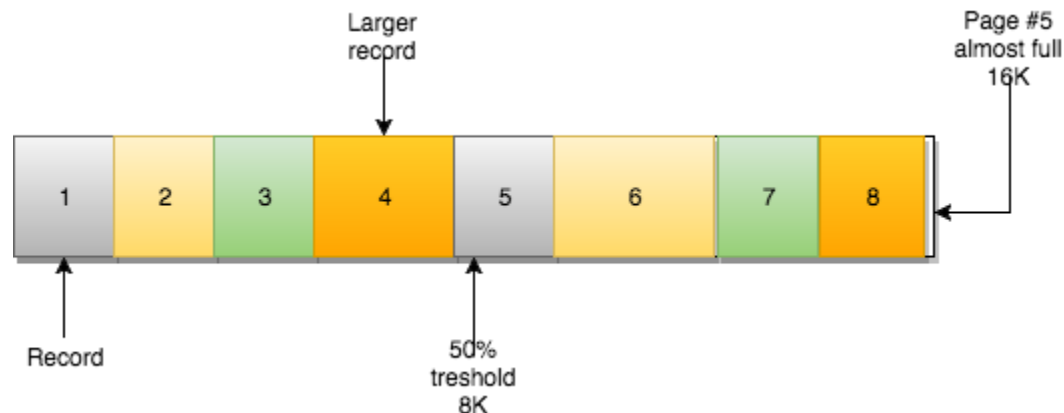 Larger
record
Page #5
almost full
16K
1
2
3
4
5
6
7
8
Record
50%
treshold
8K